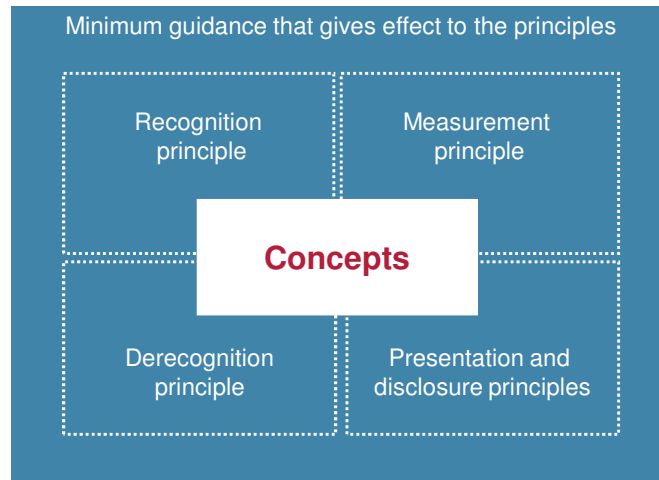 Minimum guidance that gives effect to the principles
Recognition
principle
Measurement
principle
Concepts
Derecognition
principle
Presentation and
disclosure principles